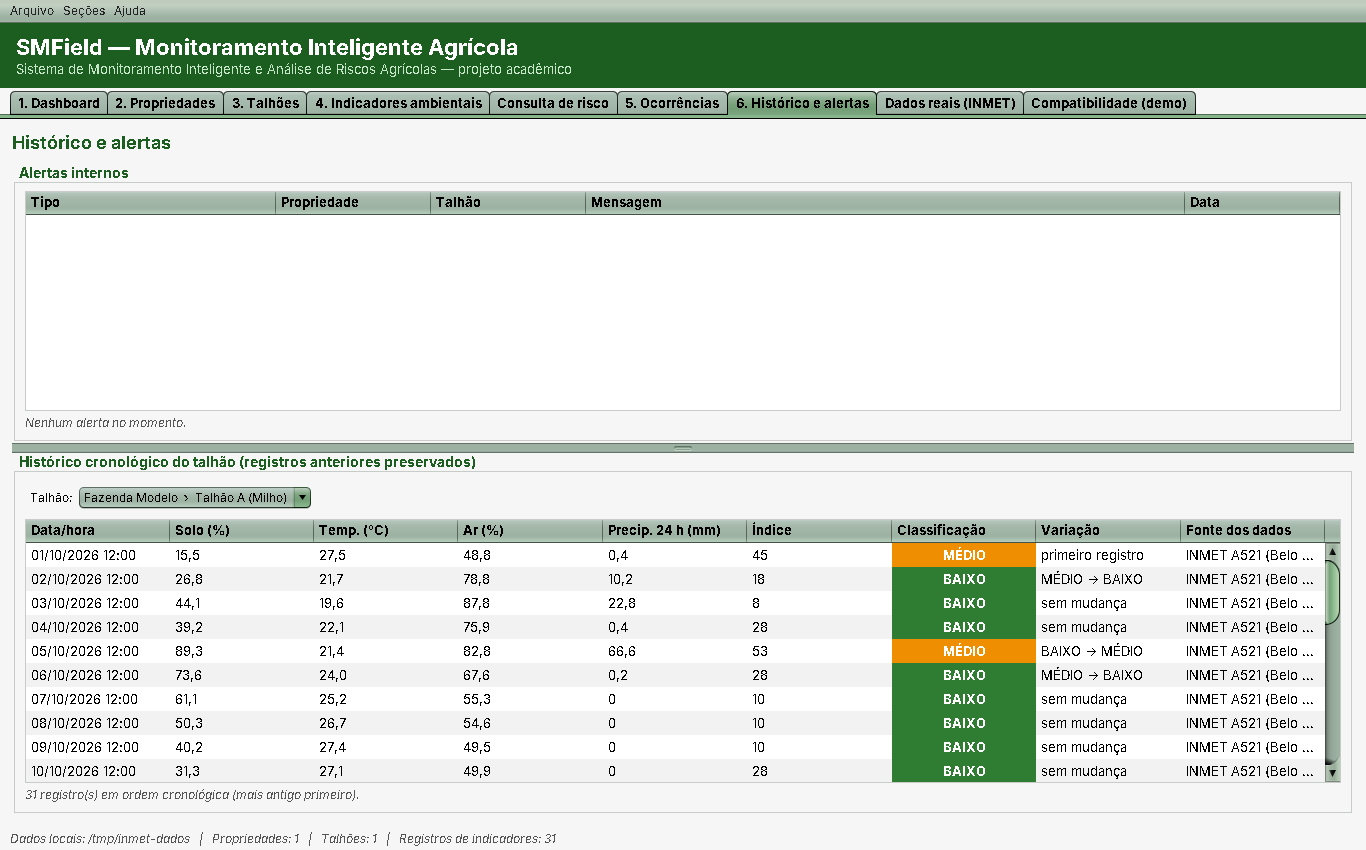 Arquivo Seções Ajuda
SMField — Monitoramento Inteligente Agrícola
Sistema de Monitoramento Inteligente e Análise de Riscos Agrícolas — projeto acadêmico
1. Dashboard 2. Propriedades 3. Talhões 4. Indicadores ambientais Consulta de risco 5. Ocorrências 6. Histórico e alertas Dados reais (INMET) Compatibilidade (demo)
Histórico e alertas
Alertas internos
Tipo Propriedade Talhão Mensagem Data
Nenhum alerta no momento.
Histórico cronológico do talhão (registros anteriores preservados)
Talhão: Fazenda Modelo › Talhão A (Milho)
Data/hora Solo (%) Temp. (°C) Ar (%) Precip. 24 h (mm) Índice Classificação Variação Fonte dos dados
01/10/2026 12:00 15,5 27,5 48,8 0,4 45 MÉDIO primeiro registro INMET A521 (Belo ...
02/10/2026 12:00 26,8 21,7 78,8 10,2 18 BAIXO MÉDIO → BAIXO INMET A521 (Belo ...
03/10/2026 12:00 44,1 19,6 87,8 22,8 8 BAIXO sem mudança INMET A521 (Belo ...
04/10/2026 12:00 39,2 22,1 75,9 0,4 28 BAIXO sem mudança INMET A521 (Belo ...
05/10/2026 12:00 89,3 21,4 82,8 66,6 53 MÉDIO BAIXO → MÉDIO INMET A521 (Belo ...
06/10/2026 12:00 73,6 24,0 67,6 0,2 28 BAIXO MÉDIO → BAIXO INMET A521 (Belo ...
07/10/2026 12:00 61,1 25,2 55,3 0 10 BAIXO sem mudança INMET A521 (Belo ...
08/10/2026 12:00 50,3 26,7 54,6 0 10 BAIXO sem mudança INMET A521 (Belo ...
09/10/2026 12:00 40,2 27,4 49,5 0 10 BAIXO sem mudança INMET A521 (Belo ...
10/10/2026 12:00 31,3 27,1 49,9 0 28 BAIXO sem mudança INMET A521 (Belo ...
31 registro(s) em ordem cronológica (mais antigo primeiro).
Dados locais: /tmp/inmet-dados | Propriedades: 1 | Talhões: 1 | Registros de indicadores: 31